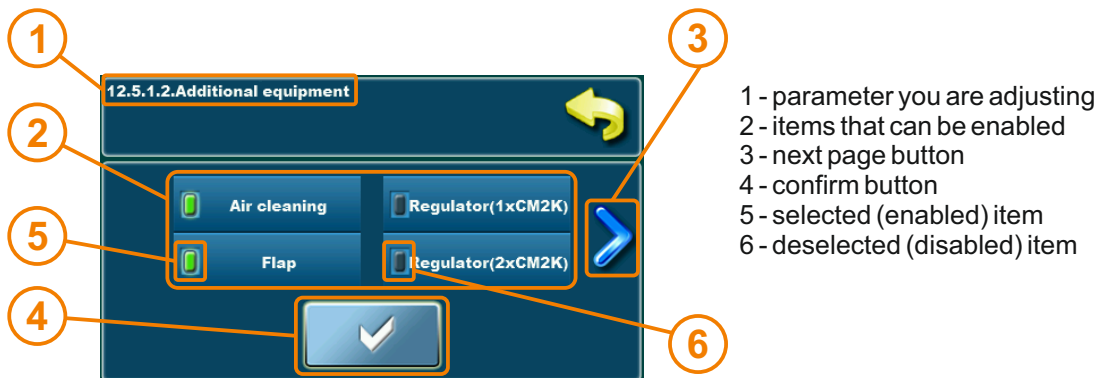 1
3
12.5.1.2.Additional equipment
2
Air cleaning
Regulator(1xCM2K)
5
Flap
Regulator(2xCM2K)
4
6
1 - parameter you are adjusting
2 - items that can be enabled
3 - next page button
4 - confirm button
5 - selected (enabled) item
6 - deselected (disabled) item